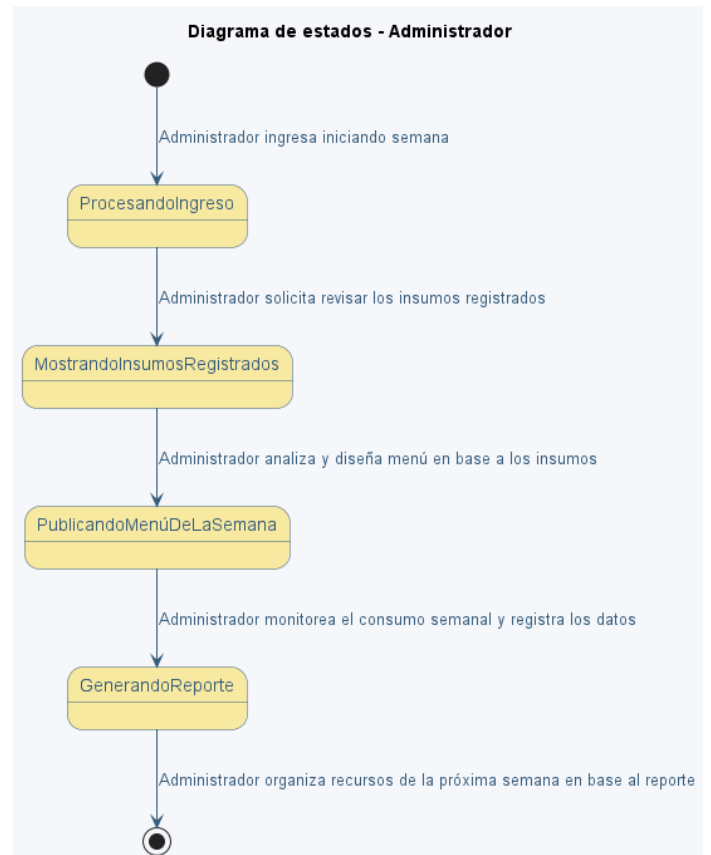 Diagrama de estados - Administrador
Administrador ingresa iniciando semana
ProcesandoIngreso
Administrador solicita revisar los insumos registrados
MostrandoInsumosRegistrados
Administrador analiza y diseña menú en base a los insumos
PublicandoMenúDeLaSemana
Administrador monitorea el consumo semanal y registra los datos
GenerandoReporte
Administrador organiza recursos de la próxima semana en base al reporte